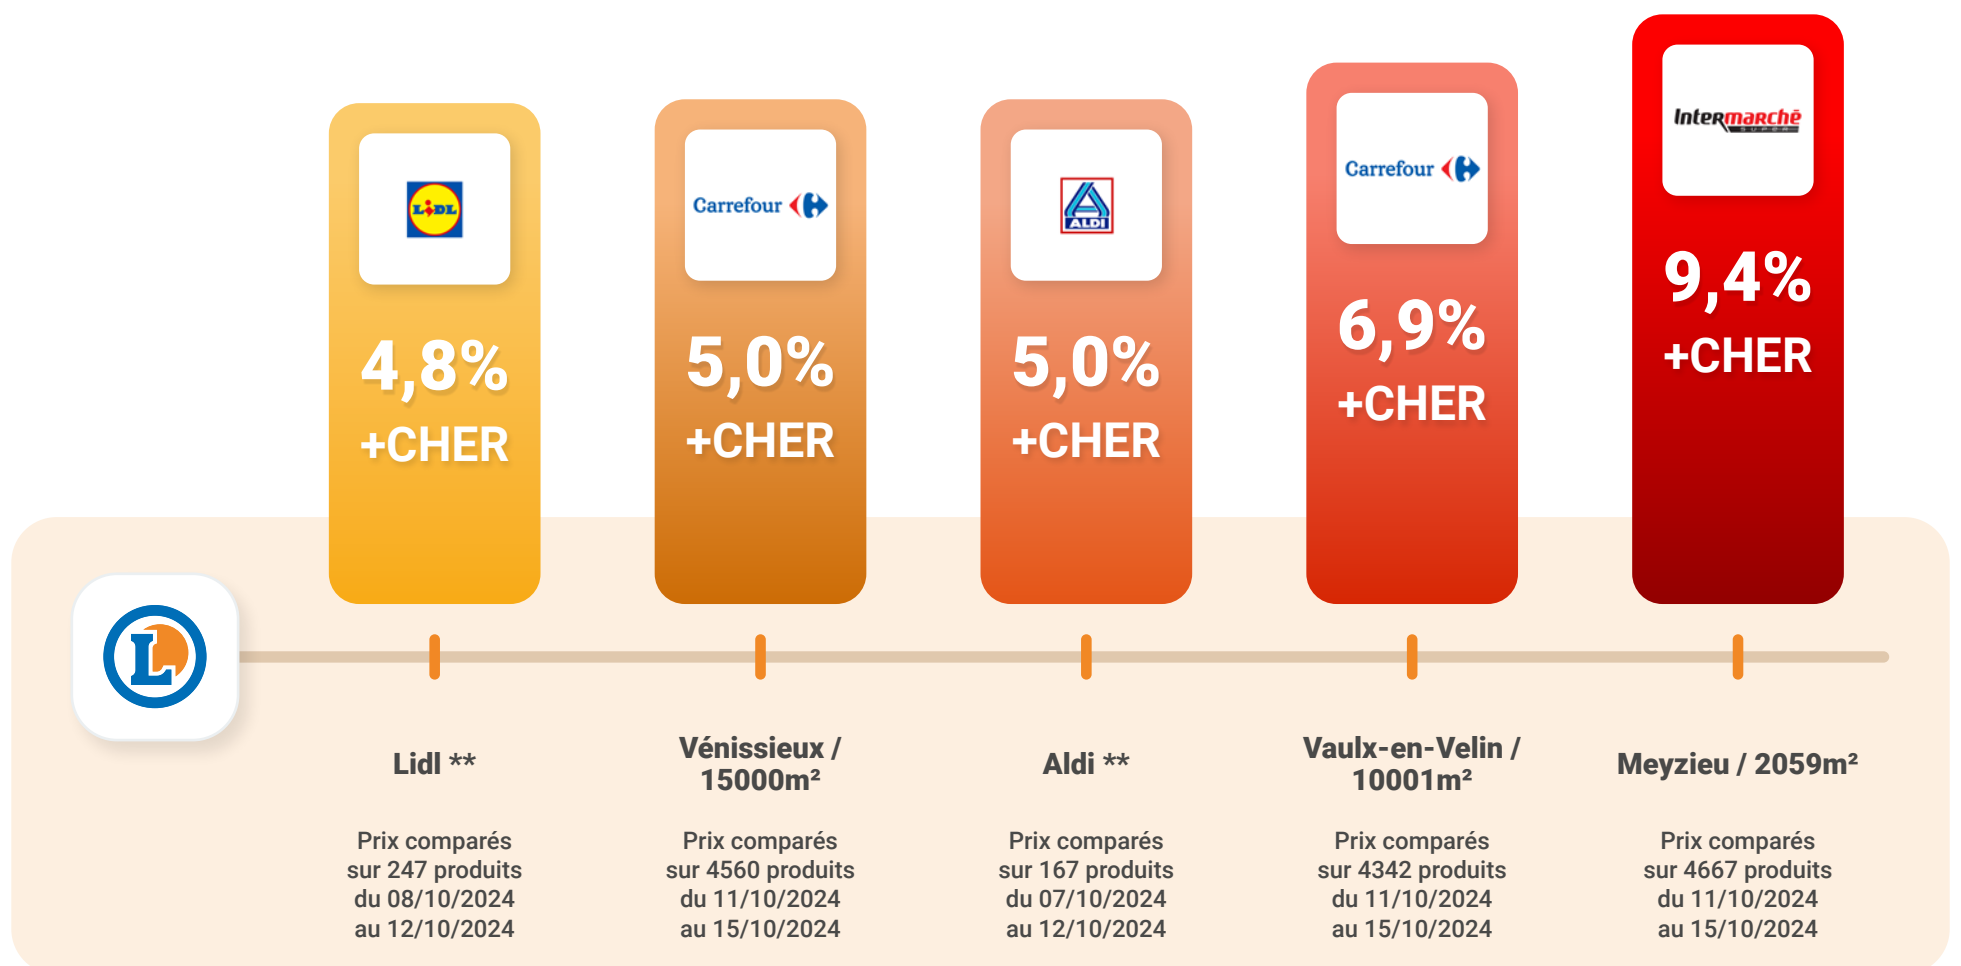 LIDL
4,8%
+CHER
Carrefour
5,0%
+CHER
ALDI
5,0%
+CHER
Carrefour
6,9%
+CHER
Intermarchē
SUPER
9,4%
+CHER
L
Lidl **
Prix comparés
sur 247 produits
du 08/10/2024
au 12/10/2024
Vénissieux /
15000m²
Prix comparés
sur 4560 produits
du 11/10/2024
au 15/10/2024
Aldi **
Prix comparés
sur 167 produits
du 07/10/2024
au 12/10/2024
Vaulx-en-Velin /
10001m²
Prix comparés
sur 4342 produits
du 11/10/2024
au 15/10/2024
Meyzieu / 2059m²
Prix comparés
sur 4667 produits
du 11/10/2024
au 15/10/2024